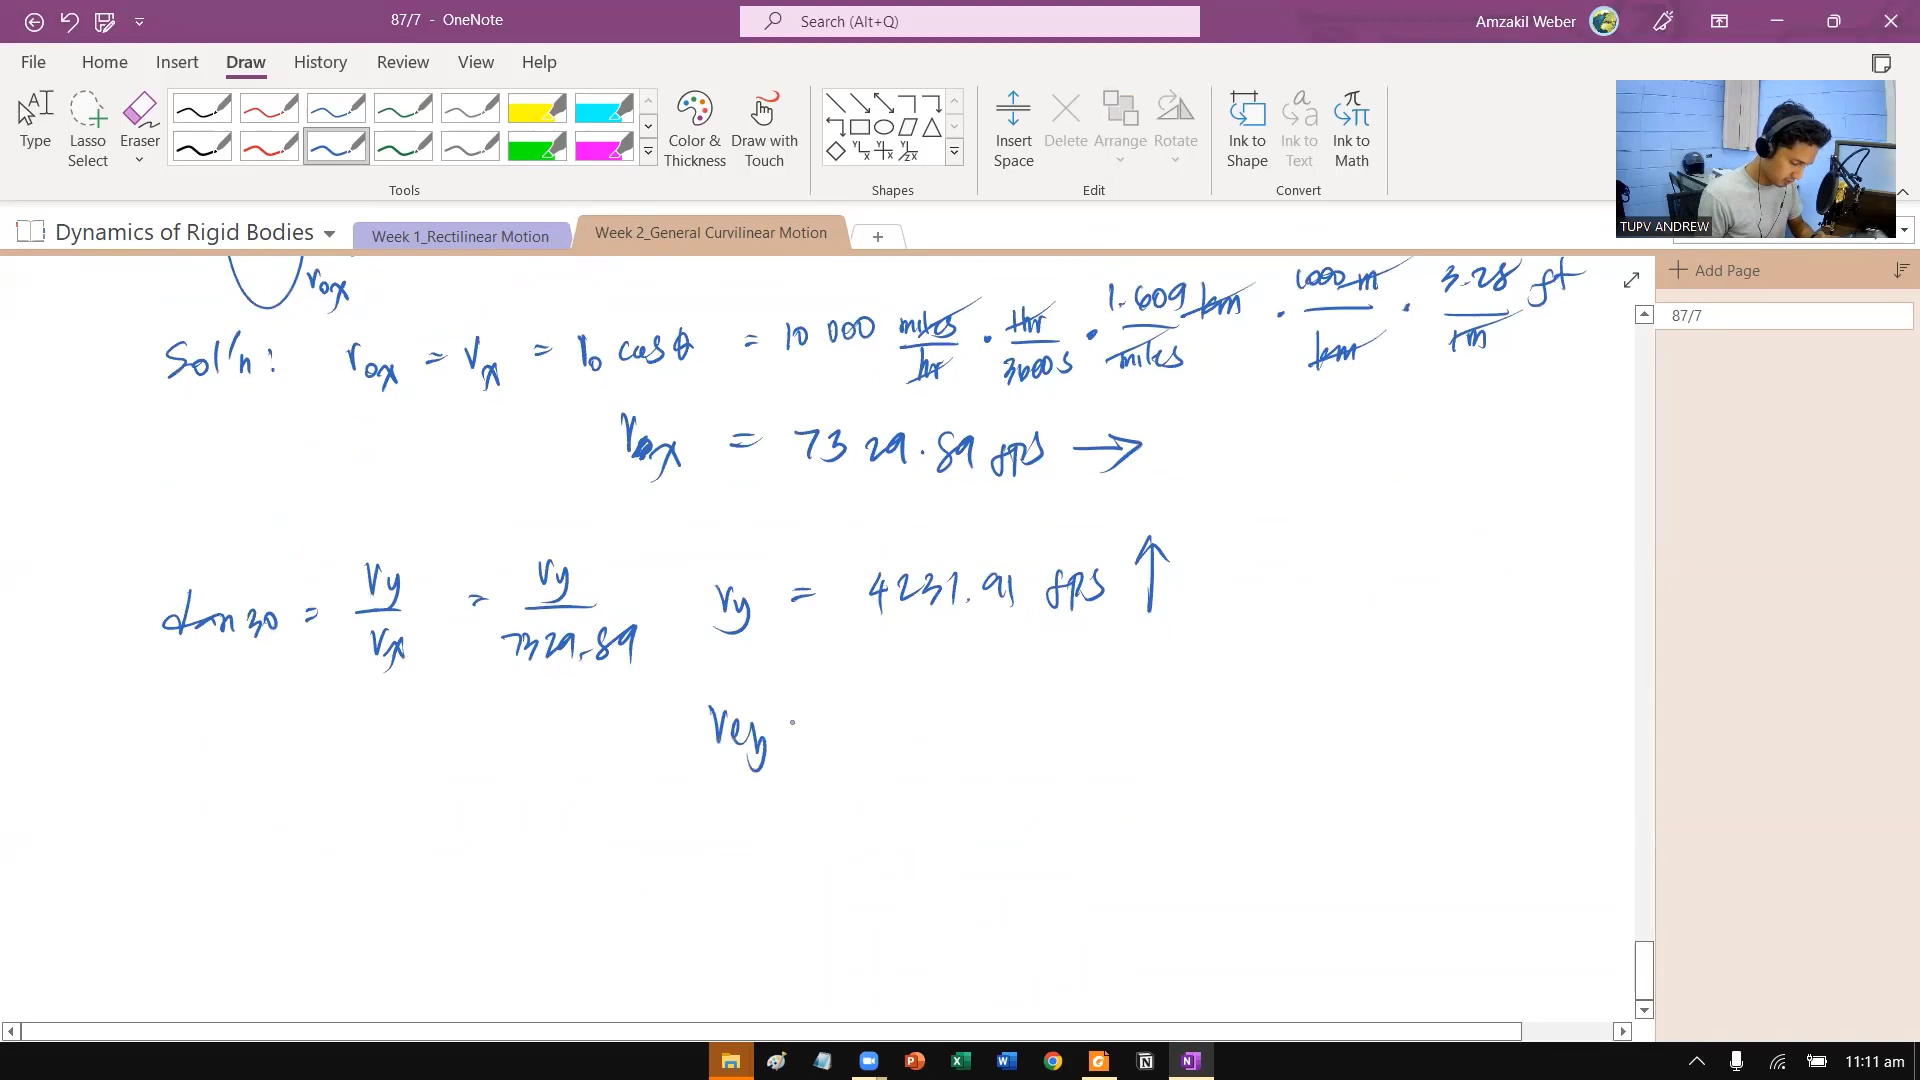 87/7 - OneNote
Search (Alt+Q)
Amzakil Weber
File Home Insert Draw History Review View Help
Type
Lasso Select
Eraser
Color & Thickness
Draw with Touch
Insert Space
Delete
Arrange
Rotate
Ink to Shape
Ink to Text
Ink to Math
Tools
Shapes
Edit
Convert
TUPV ANDREW
Dynamics of Rigid Bodies
Week 1_Rectilinear Motion
Week 2_General Curvilinear Motion
Add Page
87/7
Vox
Sol'n: Vox = Vx = Vo cos θ = 10 000 miles/hr · 1hr/3600s · 1.609 km/miles · 1000 m/km · 3.28 ft/1m
Vox = 7329.89 fps →
tan 30 = Vy/Vx = Vy/7329.89 Vy = 4231.91 fps ↑
11:11 am